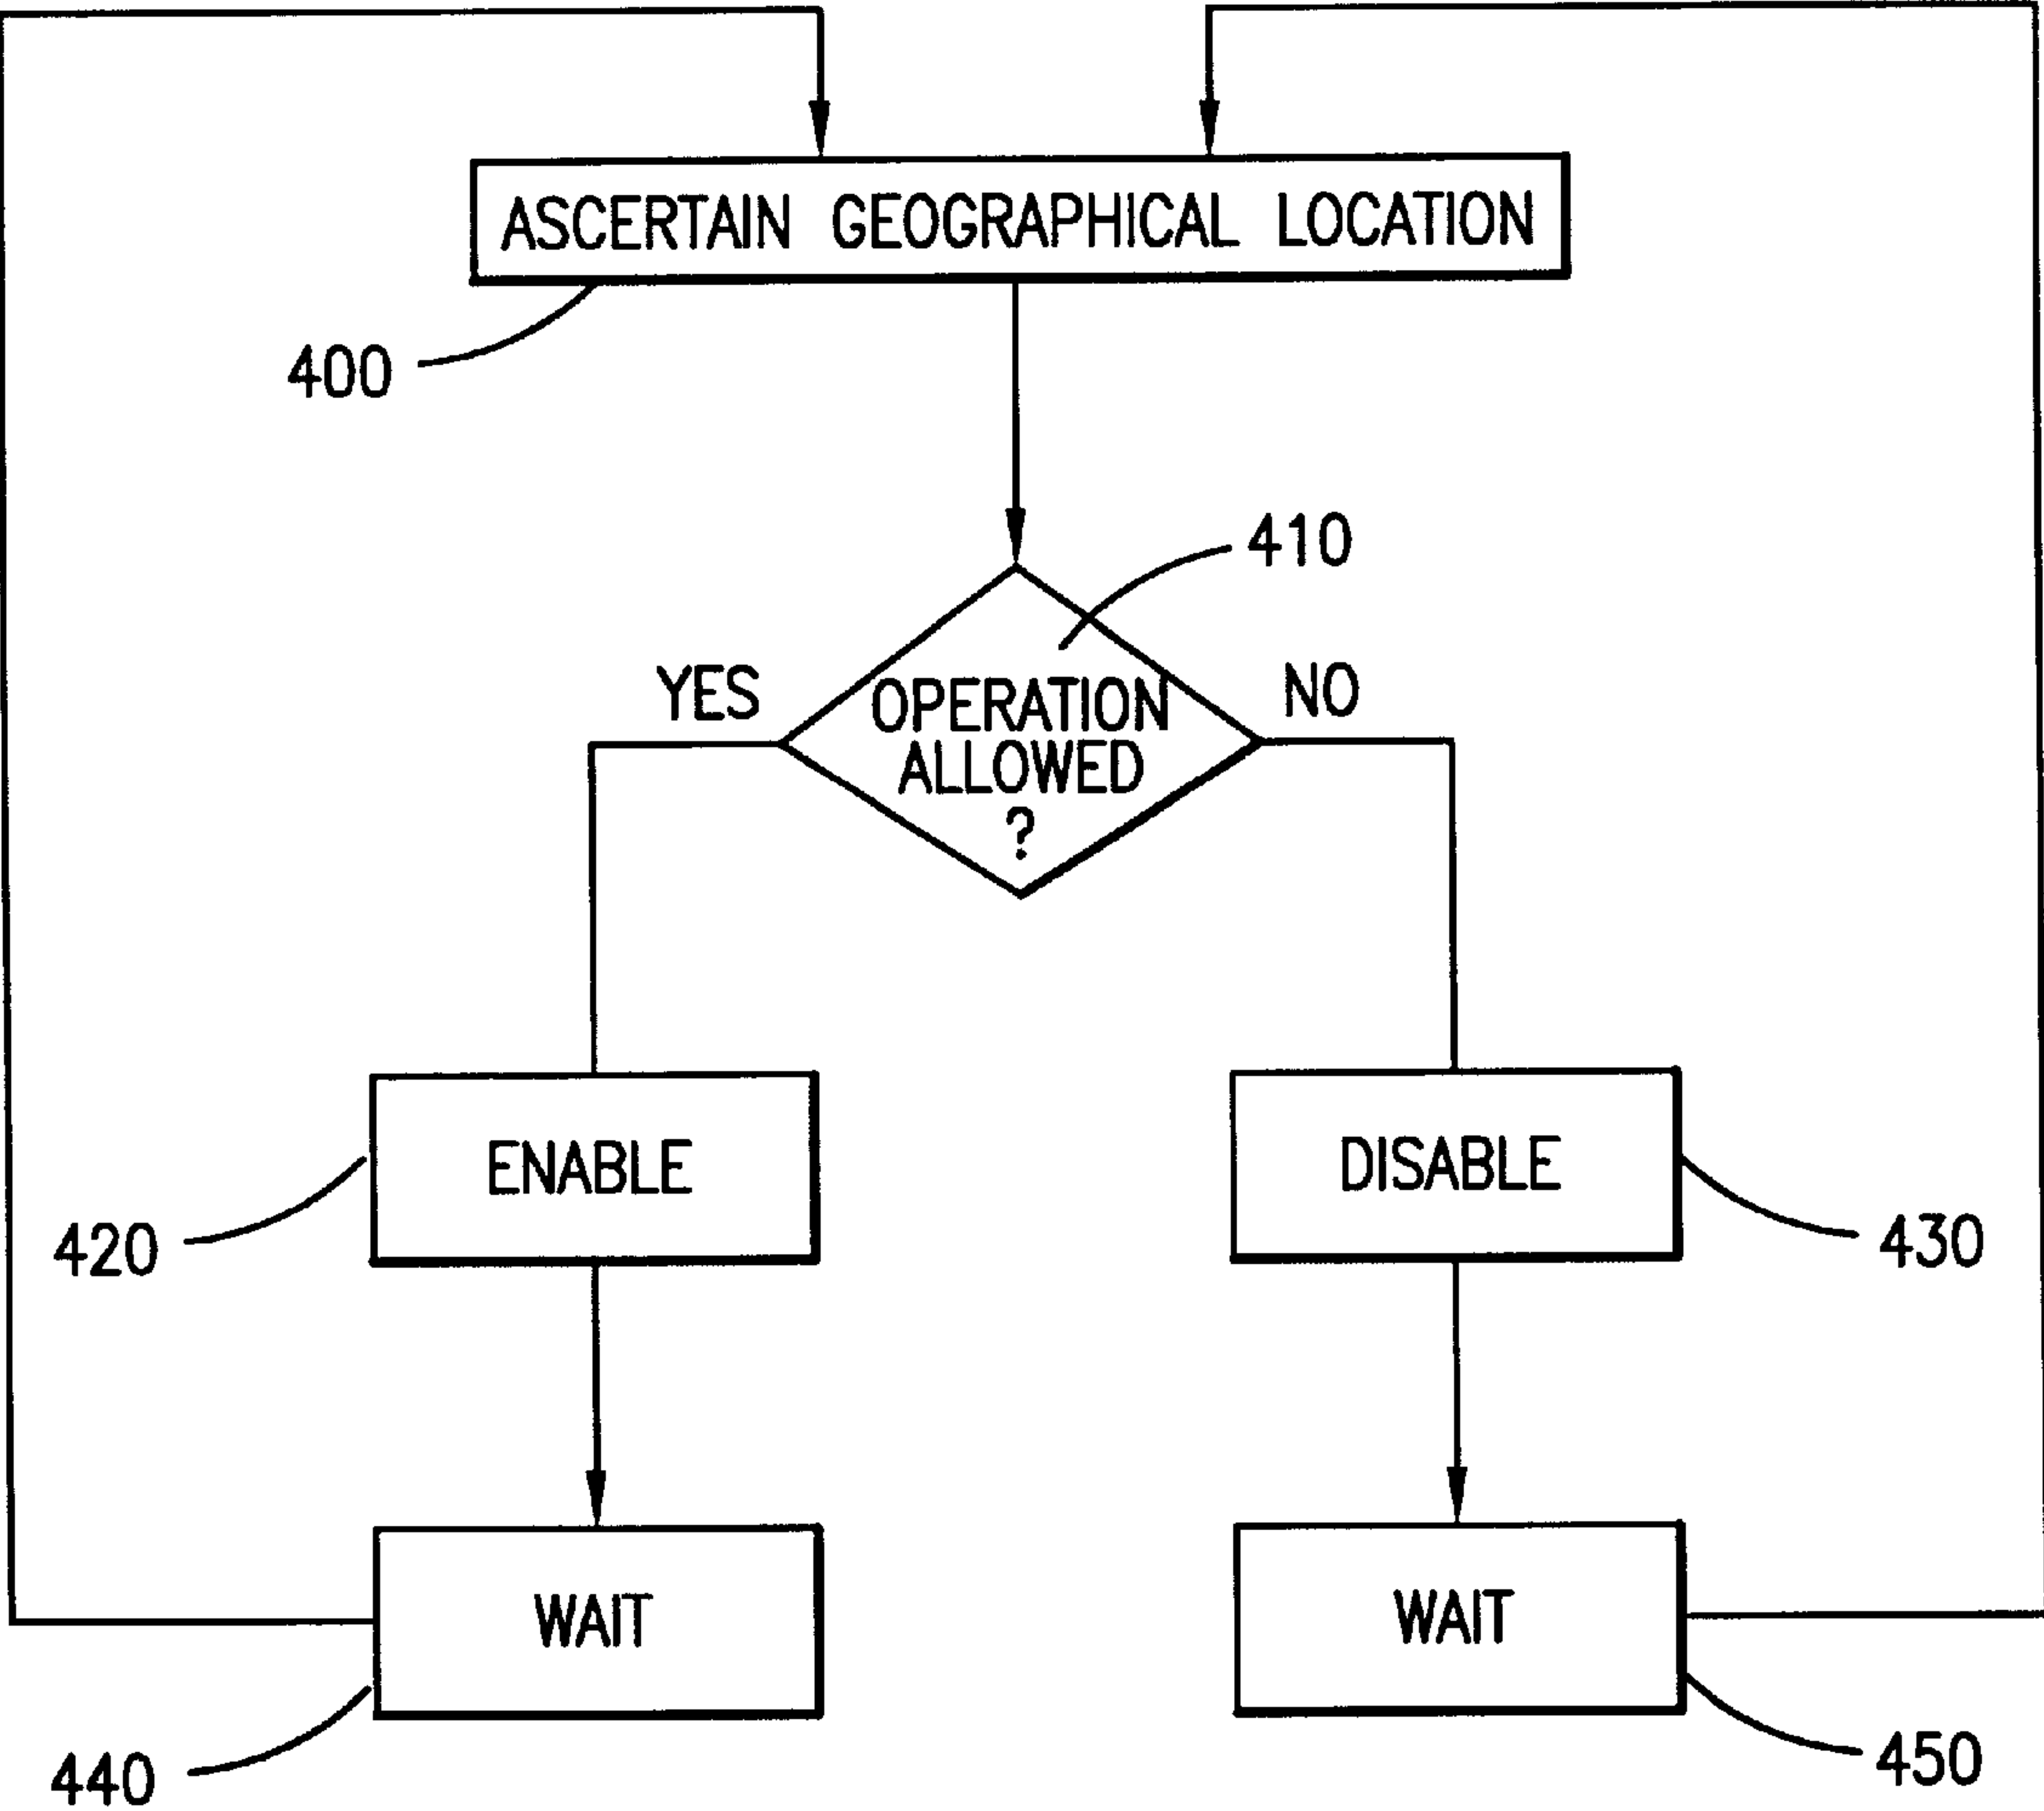 ASCERTAIN GEOGRAPHICAL LOCATION
400
410
YES
NO
OPERATION
ALLOWED
?
ENABLE
DISABLE
420
430
WAIT
WAIT
440
450